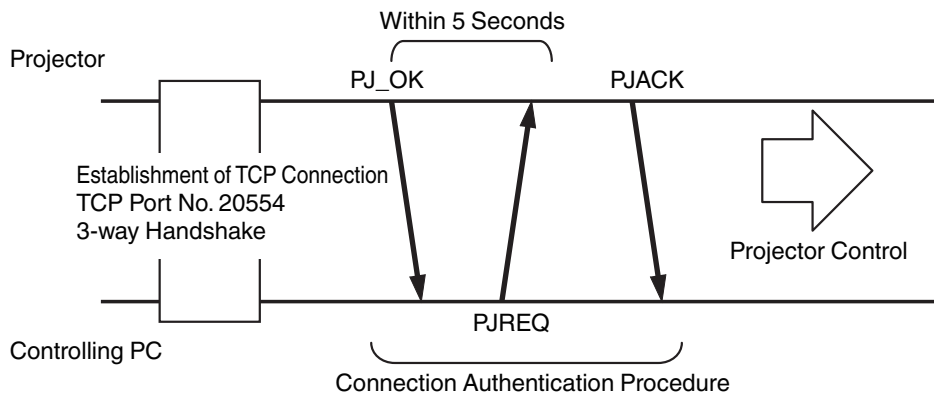 Within 5 Seconds
Projector
PJ_OK
PJACK
Establishment of TCP Connection
TCP Port No. 20554
3-way Handshake
Projector Control
PJREQ
Controlling PC
Connection Authentication Procedure